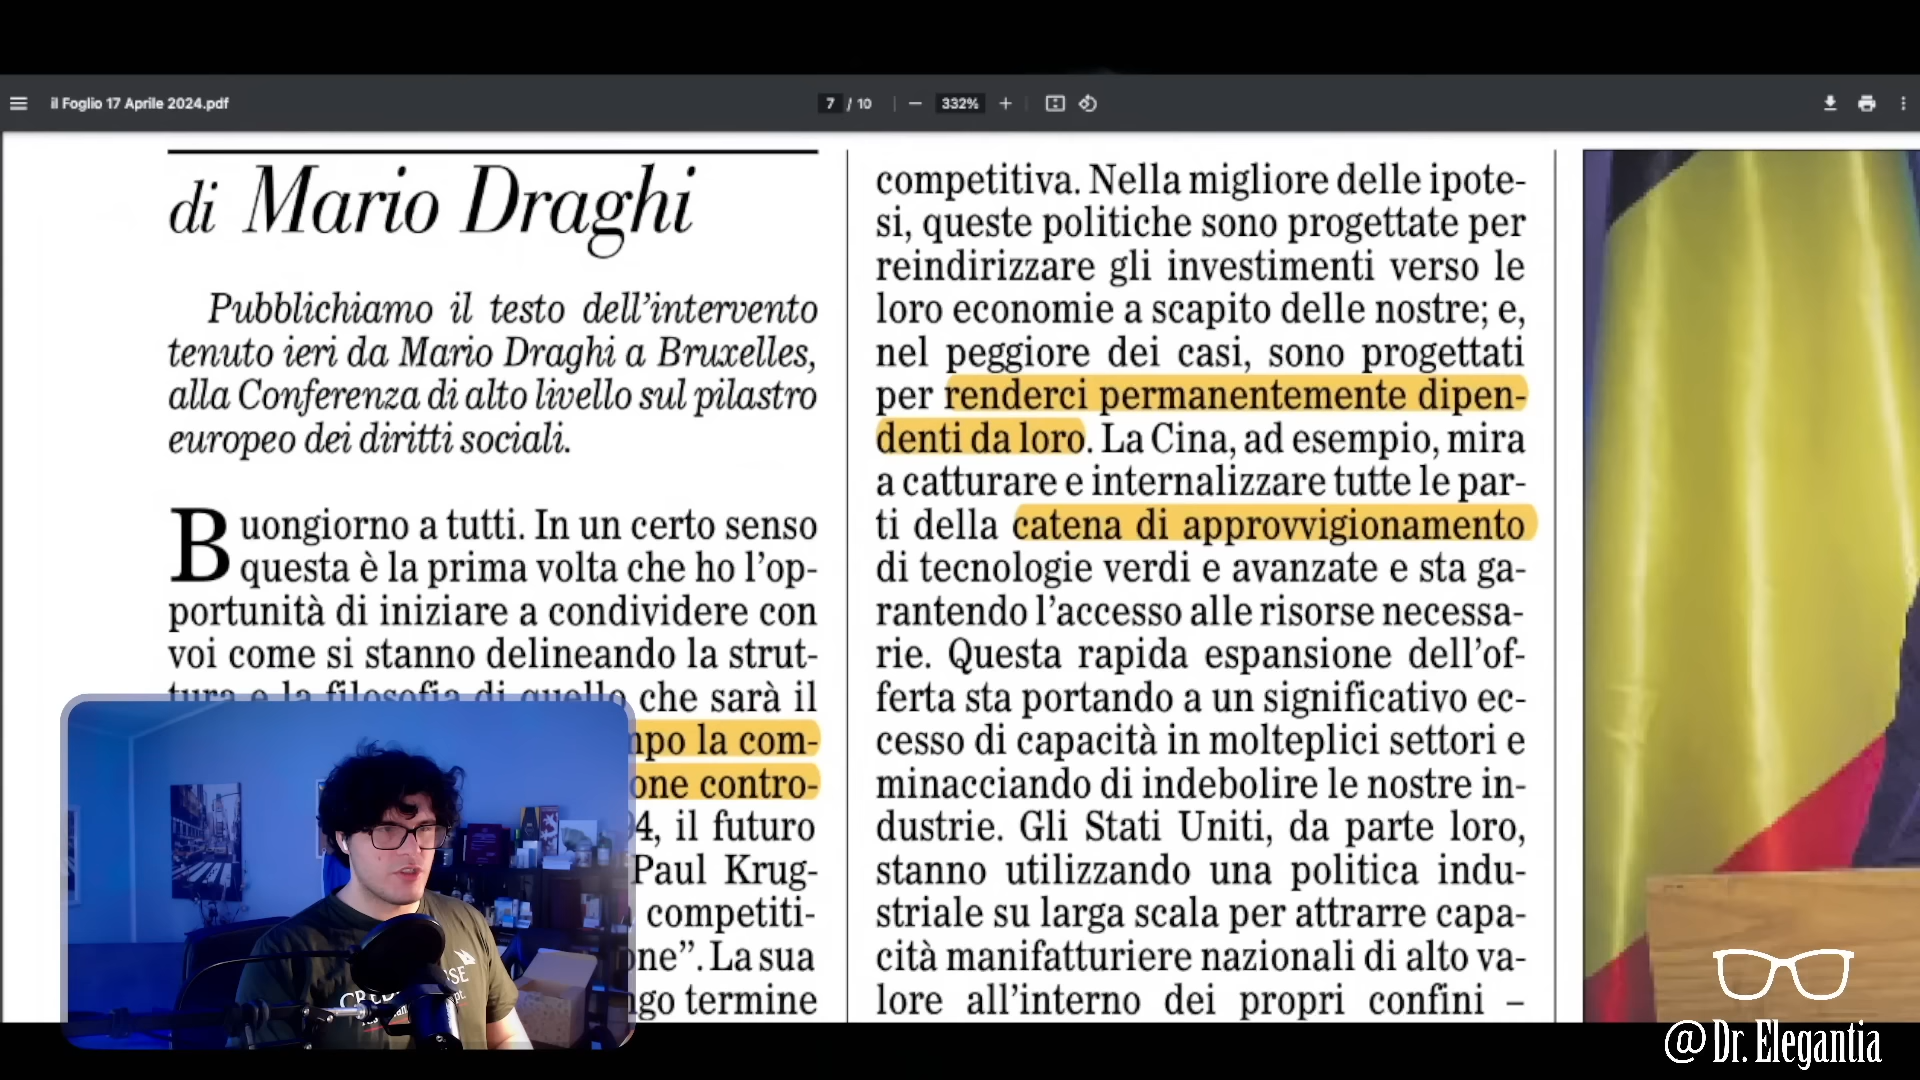 il Foglio 17 Aprile 2024.pdf
7 / 10
332%
di Mario Draghi
Pubblichiamo il testo dell'intervento
tenuto ieri da Mario Draghi a Bruxelles,
alla Conferenza di alto livello sul pilastro
europeo dei diritti sociali.
Buongiorno a tutti. In un certo senso
questa è la prima volta che ho l'op-
portunità di iniziare a condividere con
voi come si stanno delineando la strut-
tura e la filosofia di quello che sarà il
la com-
contro-
il futuro
Paul Krug-
competiti-
La sua
termine
competitiva. Nella migliore delle ipote-
si, queste politiche sono progettate per
reindirizzare gli investimenti verso le
loro economie a scapito delle nostre; e,
nel peggiore dei casi, sono progettati
per renderci permanentemente dipen-
denti da loro. La Cina, ad esempio, mira
a catturare e internalizzare tutte le par-
ti della catena di approvvigionamento
di tecnologie verdi e avanzate e sta ga-
rantendo l'accesso alle risorse necessa-
rie. Questa rapida espansione dell'of-
ferta sta portando a un significativo ec-
cesso di capacità in molteplici settori e
minacciando di indebolire le nostre in-
dustrie. Gli Stati Uniti, da parte loro,
stanno utilizzando una politica indu-
striale su larga scala per attrarre capa-
cità manifatturiere nazionali di alto va-
lore all'interno dei propri confini –
@ Dr. Elegantia